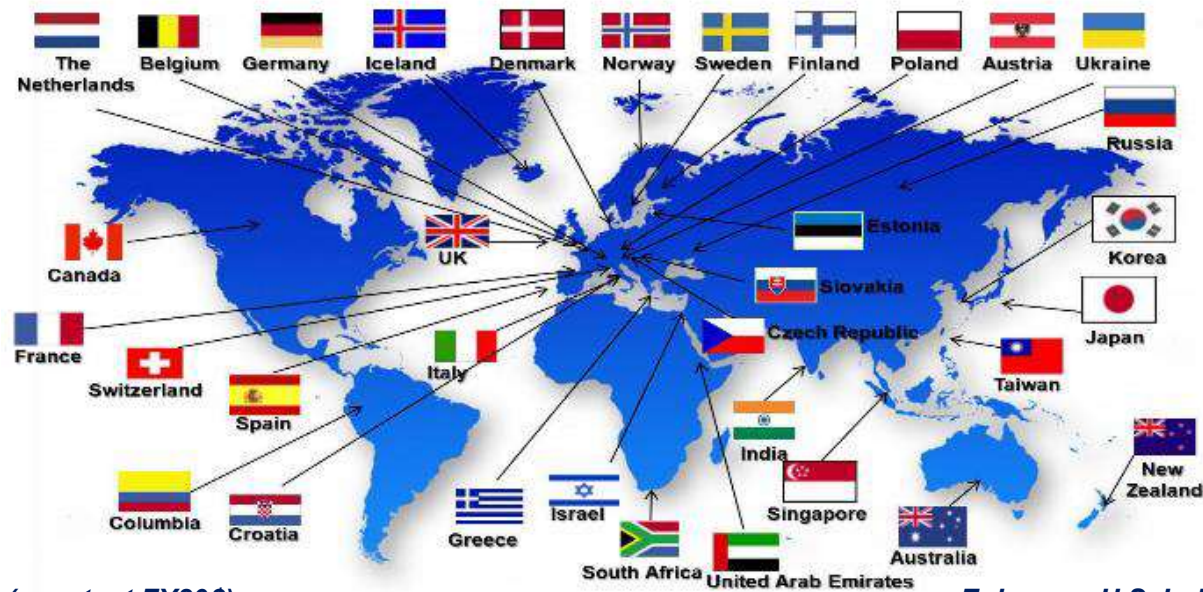 The
Netherlands
Belgium
Germany
Iceland
Denmark
Norway
Sweden
Finland
Poland
Austria
Ukraine
Russia
Korea
Canada
UK
Estonia
Slovakia
Japan
France
Switzerland
Italy
Czech Republic
Taiwan
Spain
India
New
Zealand
Columbia
Croatia
Greece
Israel
Singapore
Australia
South Africa
United Arab Emirates